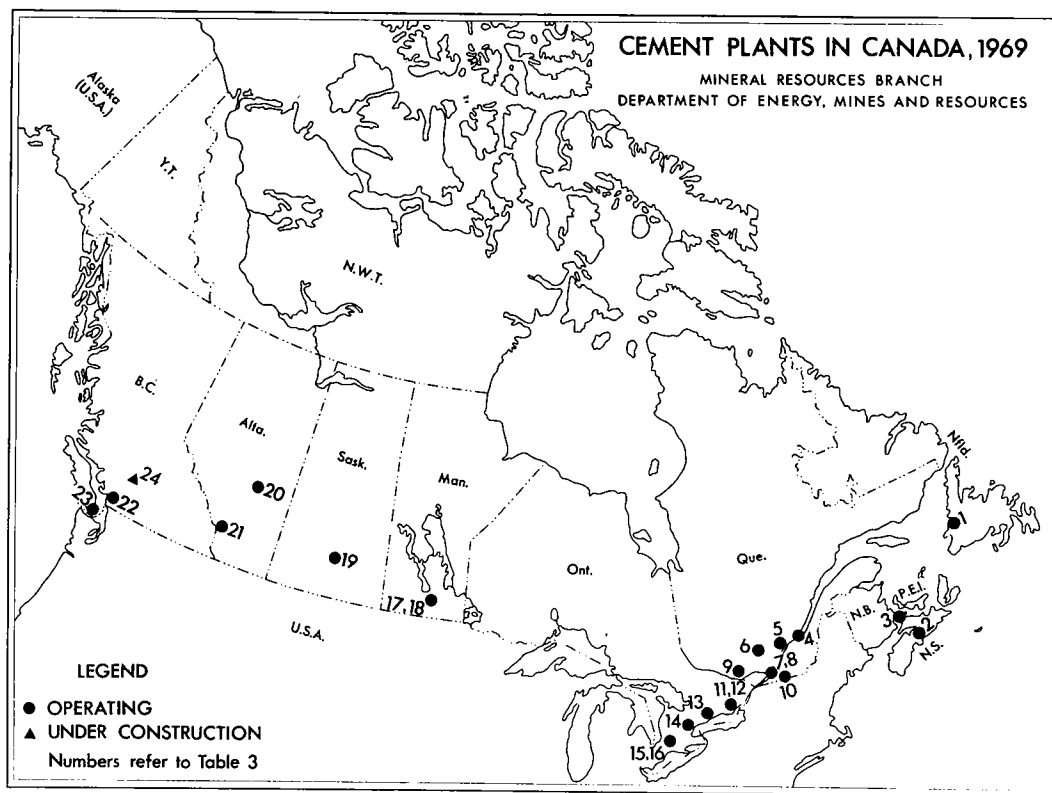 CEMENT PLANTS IN CANADA, 1969
MINERAL RESOURCES BRANCH
DEPARTMENT OF ENERGY, MINES AND RESOURCES
Alaska
(U.S.A.)
Y.T.
N.W.T.
B.C.
Alta.
Sask.
Man.
Ont.
Que.
Nfld.
N.B.
P.E.I.
N.S.
U.S.A.
24
23
22
21
20
19
17,18
1
2
3
4
5
6
7,8
9
10
11,12
13
14
15,16
LEGEND
OPERATING
UNDER CONSTRUCTION
Numbers refer to Table 3